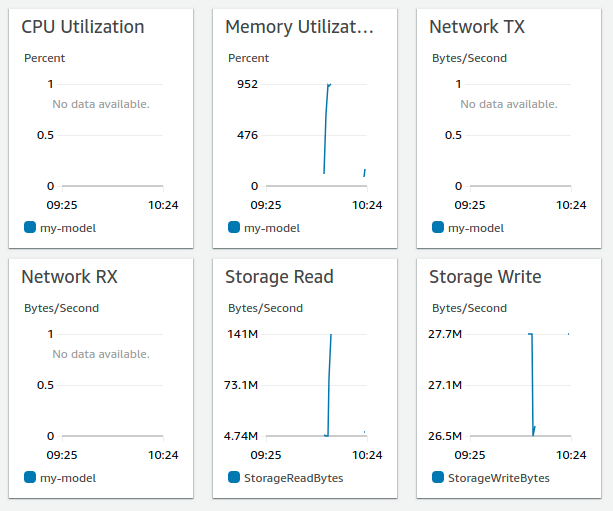 CPU Utilization
Percent
1
No data available.
0.5
0
09:25 10:24
my-model
Memory Utilizat...
Percent
952
476
0
09:25 10:24
my-model
Network TX
Bytes/Second
1
No data available.
0.5
0
09:25 10:24
my-model
Network RX
Bytes/Second
1
No data available.
0.5
0
09:25 10:24
my-model
Storage Read
Bytes/Second
141M
73.1M
4.74M
09:25 10:24
StorageReadBytes
Storage Write
Bytes/Second
27.7M
27.1M
26.5M
09:25 10:24
StorageWriteBytes